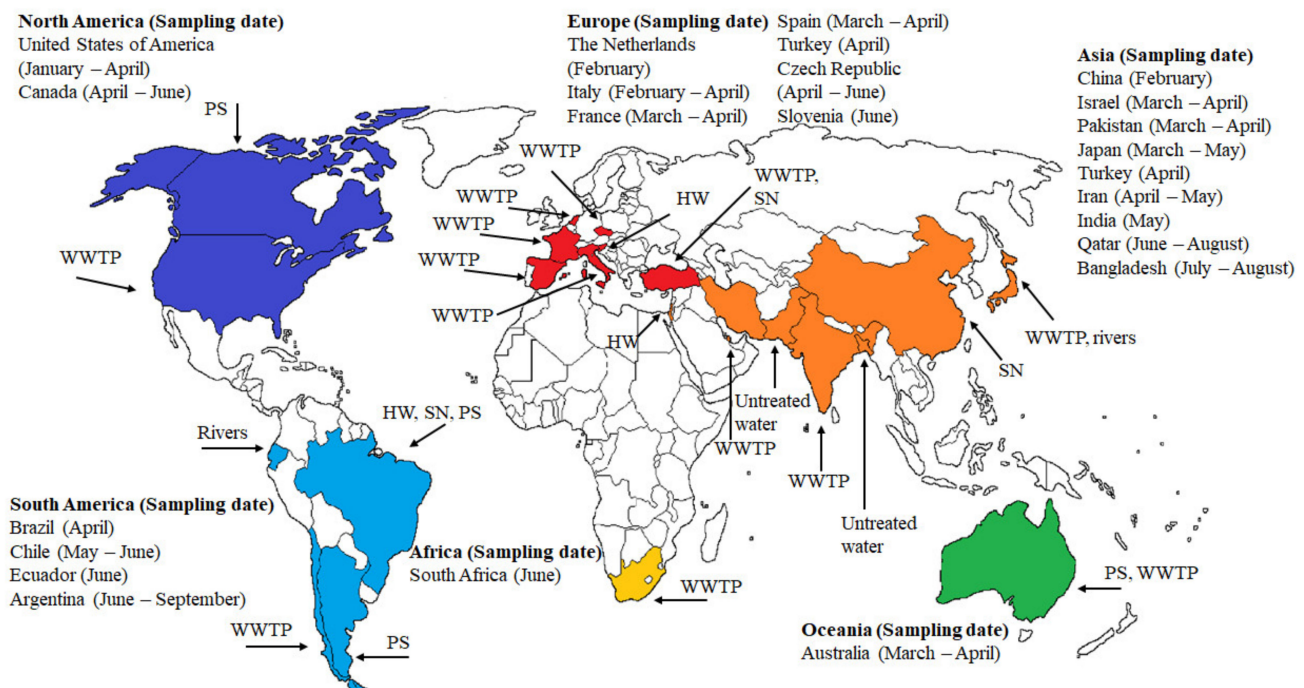 North America (Sampling date)
United States of America
(January – April)
Canada (April – June)
PS
WWTP
Europe (Sampling date)
The Netherlands
(February)
Italy (February – April)
France (March – April)
Spain (March – April)
Turkey (April)
Czech Republic
(April – June)
Slovenia (June)
Asia (Sampling date)
China (February)
Israel (March – April)
Pakistan (March – April)
Japan (March – May)
Turkey (April)
Iran (April – May)
India (May)
Qatar (June – August)
Bangladesh (July – August)
WWTP
WWTP
WWTP
WWTP
WWTP
HW
WWTP,
SN
HW
WWTP, rivers
SN
Untreated
water
WWTP
WWTP
Untreated
water
HW, SN, PS
Rivers
South America (Sampling date)
Brazil (April)
Chile (May – June)
Ecuador (June)
Argentina (June – September)
WWTP
PS
Africa (Sampling date)
South Africa (June)
WWTP
PS, WWTP
Oceania (Sampling date)
Australia (March – April)